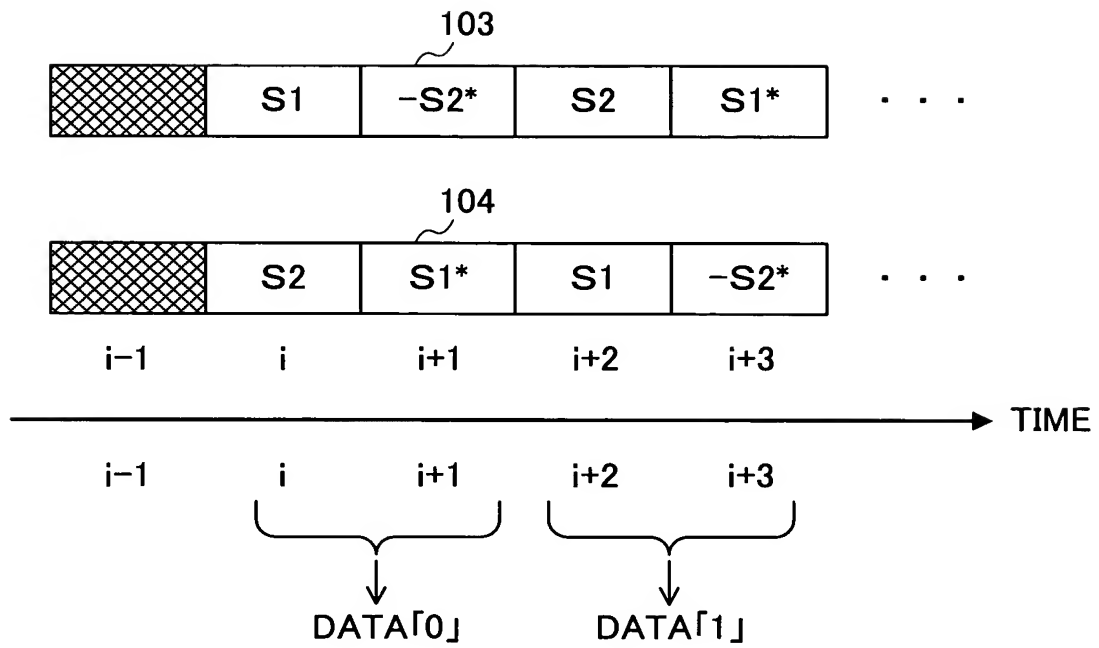 103
S1 -S2* S2 S1* · · ·
104
S2 S1* S1 -S2* · · ·
i-1 i i+1 i+2 i+3
TIME
i-1 i i+1 i+2 i+3
DATA「0」 DATA「1」